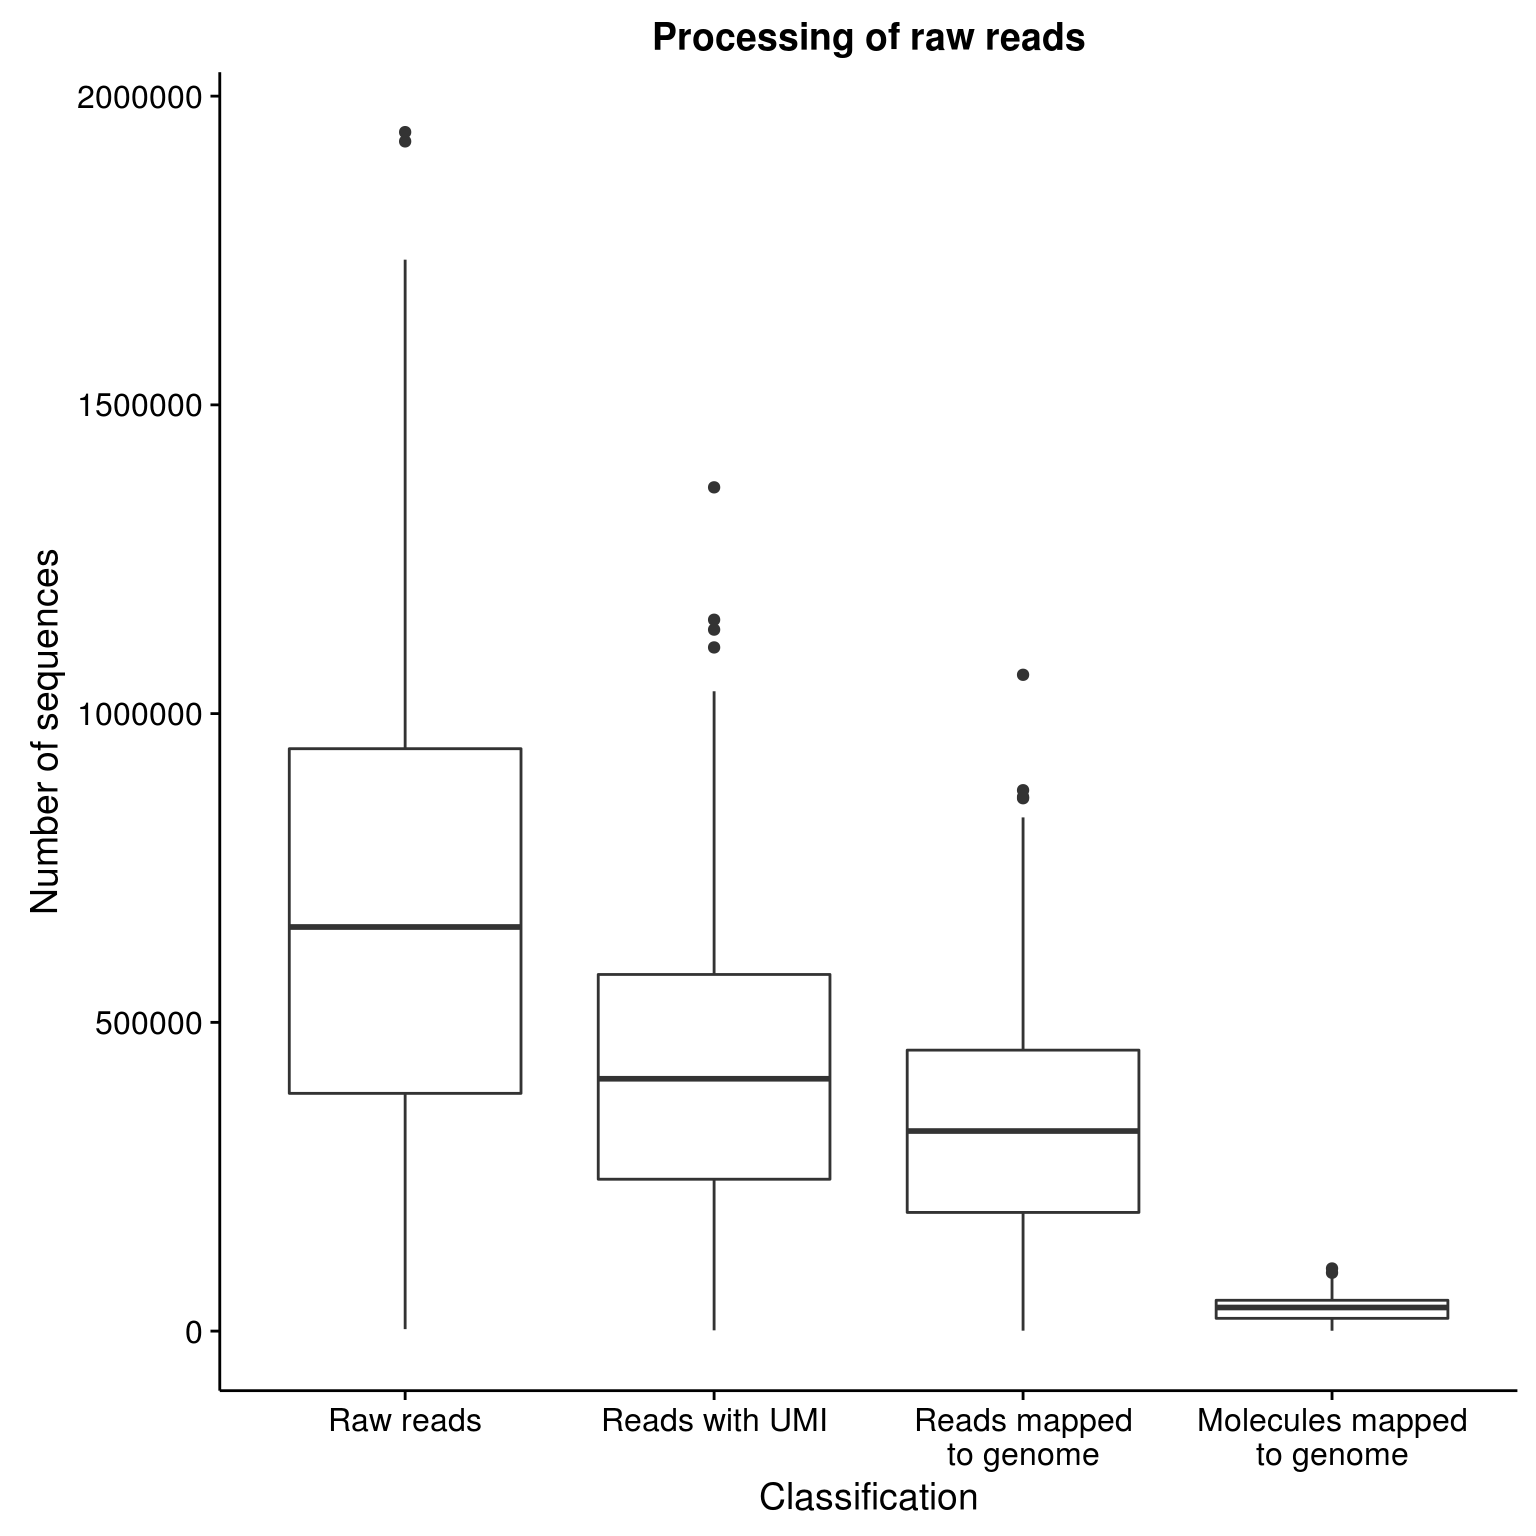 Processing of raw reads
2000000
1500000
1000000
500000
0
Number of sequences
Raw reads
Reads with UMI
Reads mapped
to genome
Molecules mapped
to genome
Classification